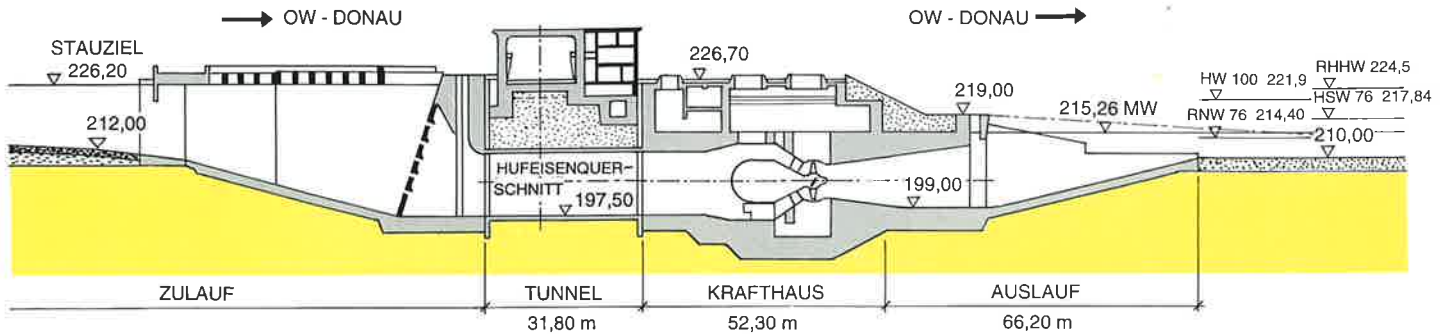 OW - DONAU
OW - DONAU
STAUZIEL
226,20
226,70
HW 100 221,9
RHHW 224,5
219,00
215,26 MW
HSW 76 217,84
RNW 76 214,40
212,00
210,00
HUFEISENQUER-
SCHNITT
197,50
199,00
ZULAUF
TUNNEL
KRAFTHAUS
AUSLAUF
31,80 m
52,30 m
66,20 m